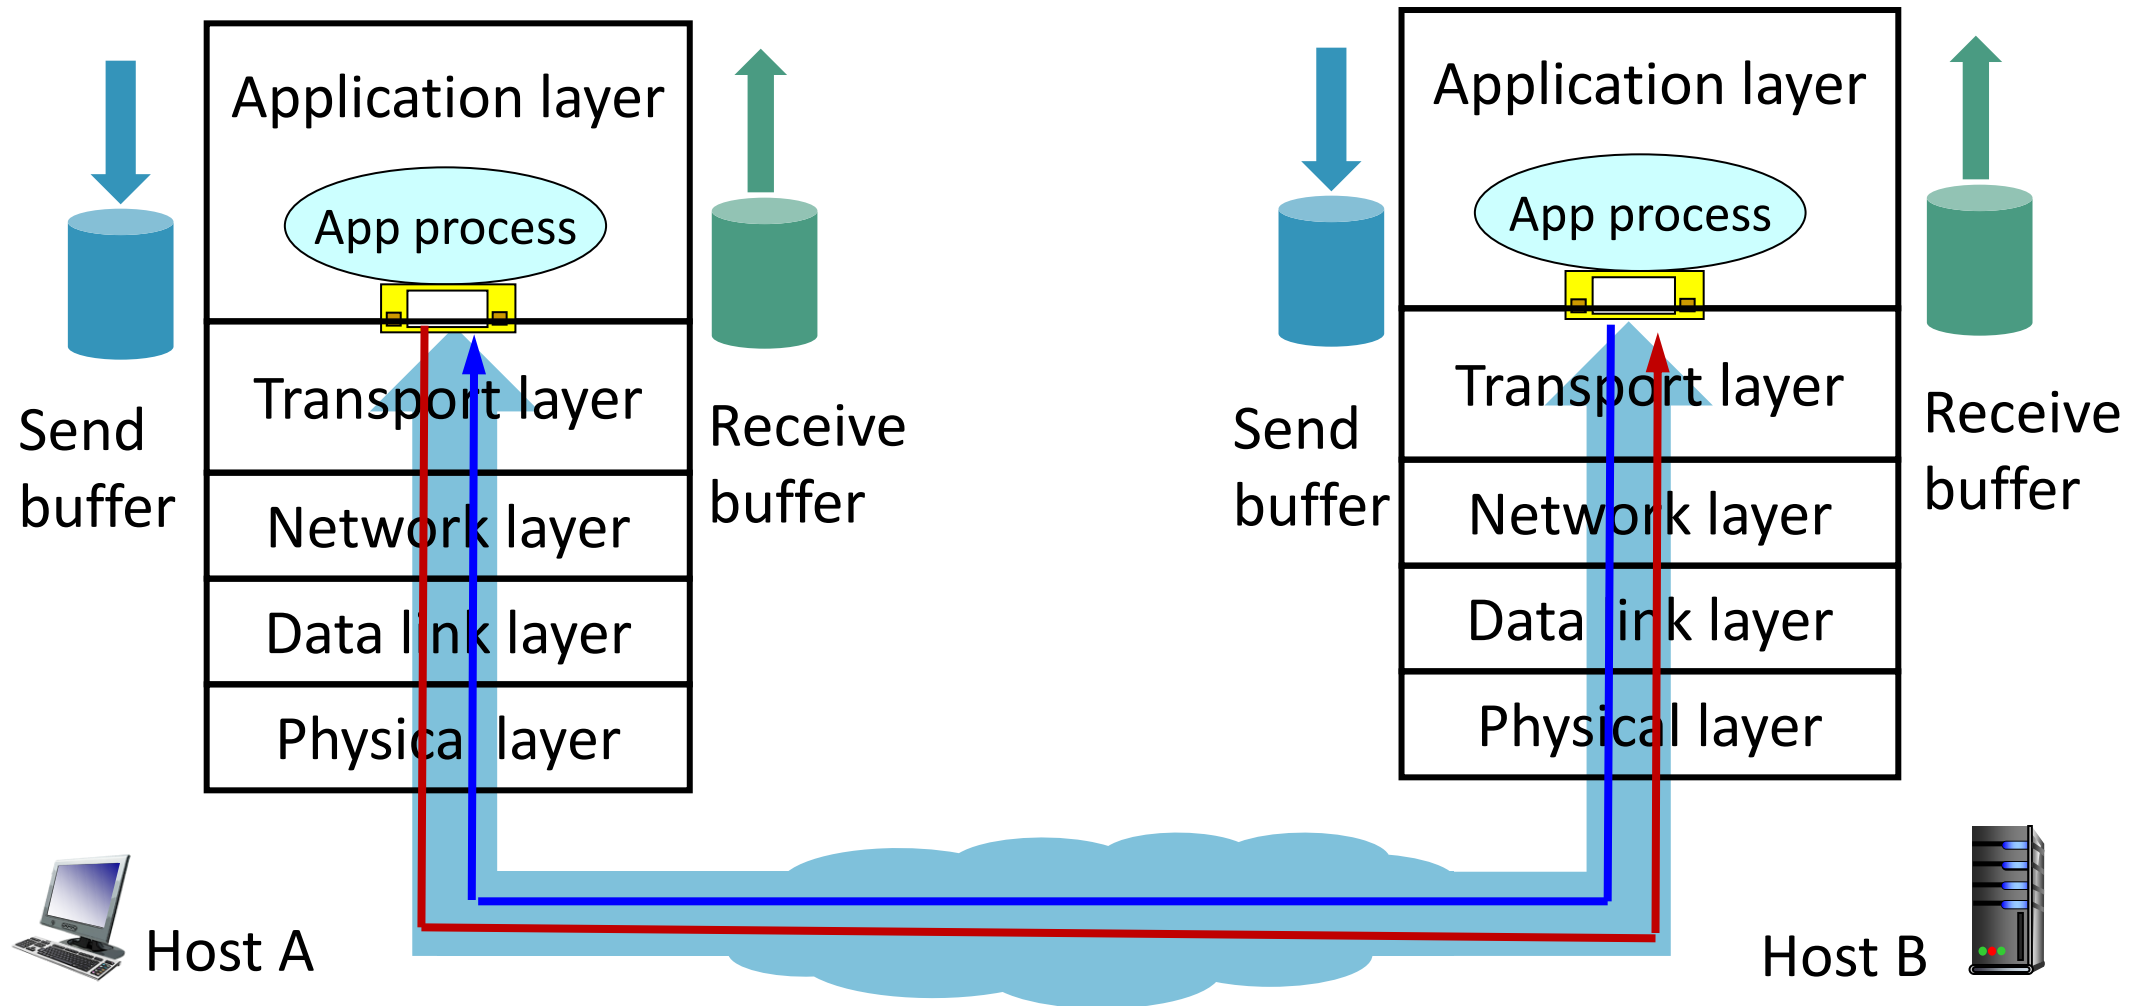 Application layer
App process
Transport layer
Network layer
Data link layer
Physical layer
Send
buffer
Receive
buffer
Host A
Application layer
App process
Transport layer
Network layer
Data link layer
Physical layer
Send
buffer
Receive
buffer
Host B